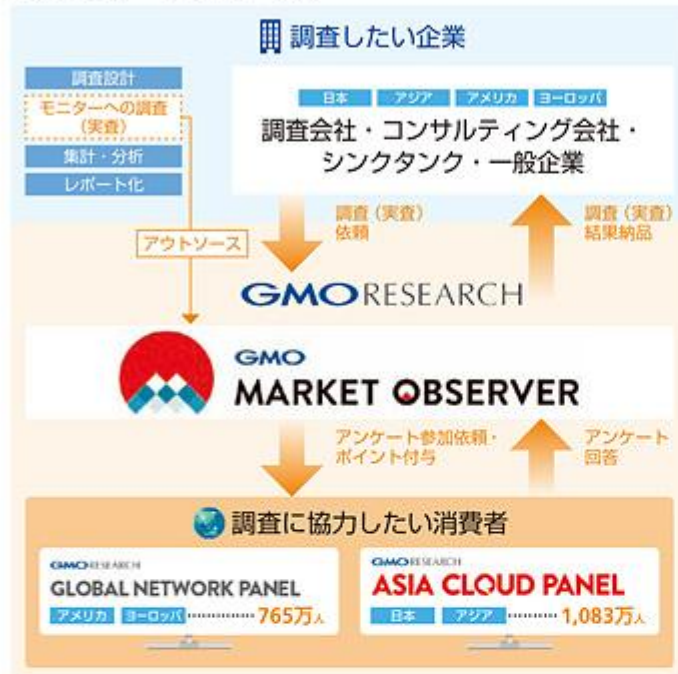 調査したい企業
調査設計
モニターへの調査
(実査)
集計・分析
レポート化
日本 アジア アメリカ ヨーロッパ
調査会社・コンサルティング会社・
シンクタンク・一般企業
調査(実査)
依頼
調査(実査)
結果納品
アウトソース
GMO RESEARCH
GMO
MARKET OBSERVER
アンケート参加依頼・
ポイント付与
アンケート
回答
調査に協力したい消費者
GMO RESEARCH
GLOBAL NETWORK PANEL
アメリカ ヨーロッパ 765万人
GMO RESEARCH
ASIA CLOUD PANEL
日本 アジア 1,083万人